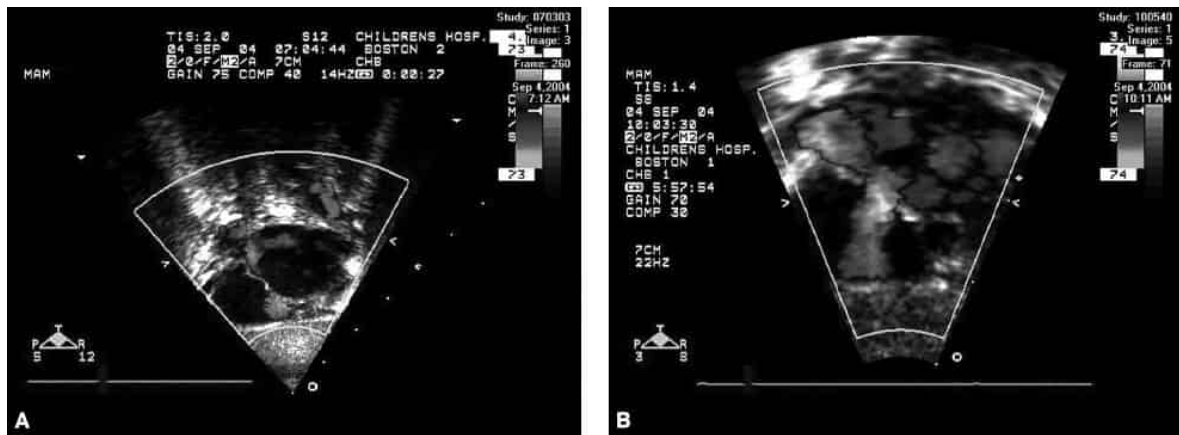 TIS:2.0 S12 CHILDRENS HOSP.
04 SEP 04 07:04:44 BOSTON 2
2/0/F/M2/A 7CM CHB
GAIN 75 COMP 40 14HZ 0:00:27
MAM
Study: 070303
Series: 1
Image: 3
73
Frame: 260
Sep 4, 2004
7:12 AM
C
M
/
S
73
P T R
S 12
A
MAM
TIS:1.4
S8
04 SEP 04
10:03:30
2/0/F/M2/A
CHILDRENS HOSP.
BOSTON 1
CHB 1
5:57:54
GAIN 70
COMP 30
7CM
22HZ
Study: 100540
Series: 1
3. Image: 5
74
Frame: 71
Sep 4, 2004
10:11 AM
C
M
/
S
74
P T R
3 8
B